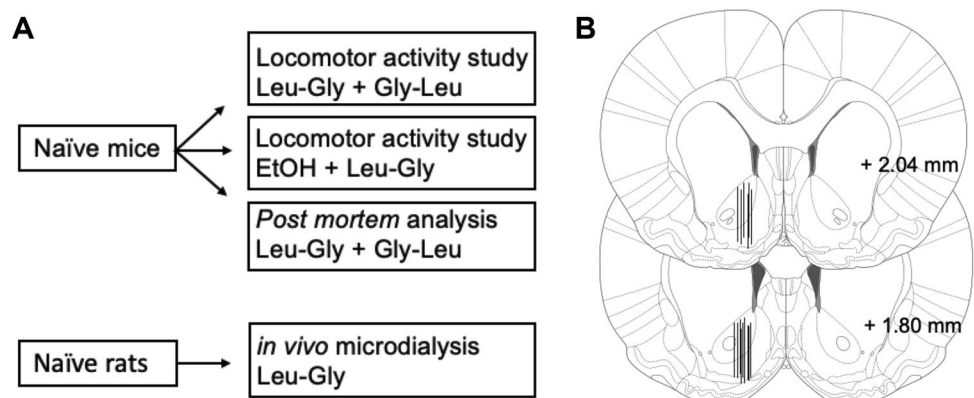 A
B
Naïve mice
Locomotor activity study
Leu-Gly + Gly-Leu
Locomotor activity study
EtOH + Leu-Gly
Post mortem analysis
Leu-Gly + Gly-Leu
Naïve rats
in vivo microdialysis
Leu-Gly
+ 2.04 mm
+ 1.80 mm